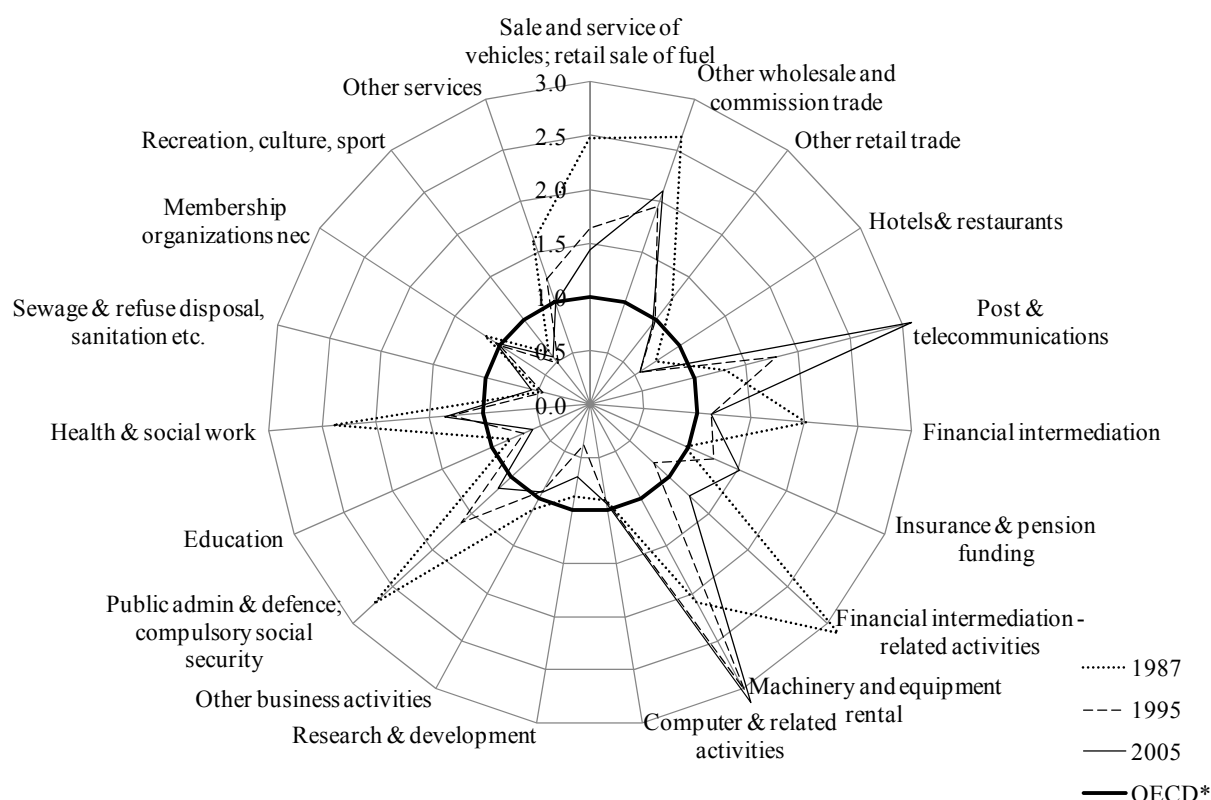 Sale and service of
vehicles; retail sale of fuel
Other wholesale and
commission trade
Other retail trade
Hotels & restaurants
Post &
telecommunications
Financial intermediation
Insurance & pension
funding
Financial intermediation -
related activities
Machinery and equipment
rental
Computer & related
activities
Research & development
Other business activities
Public admin & defence;
compulsory social
security
Education
Health & social work
Sewage & refuse disposal,
sanitation etc.
Membership
organizations nec
Recreation, culture, sport
Other services
3.0
2.5
2.0
1.5
1.0
0.5
0.0
1987
1995
2005
OECD*